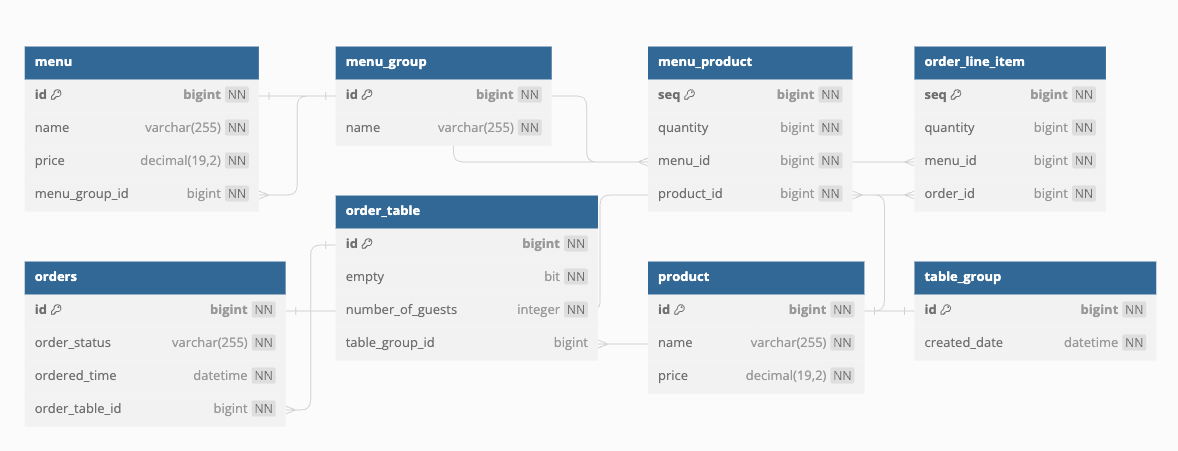 menu
id bigint NN
name varchar(255) NN
price decimal(19,2) NN
menu_group_id bigint NN
menu_group
id bigint NN
name varchar(255) NN
menu_product
seq bigint NN
quantity bigint NN
menu_id bigint NN
product_id bigint NN
order_line_item
seq bigint NN
quantity bigint NN
menu_id bigint NN
order_id bigint NN
orders
id bigint NN
order_status varchar(255) NN
ordered_time datetime NN
order_table_id bigint NN
order_table
id bigint NN
empty bit NN
number_of_guests integer NN
table_group_id bigint
product
id bigint NN
name varchar(255) NN
price decimal(19,2) NN
table_group
id bigint NN
created_date datetime NN